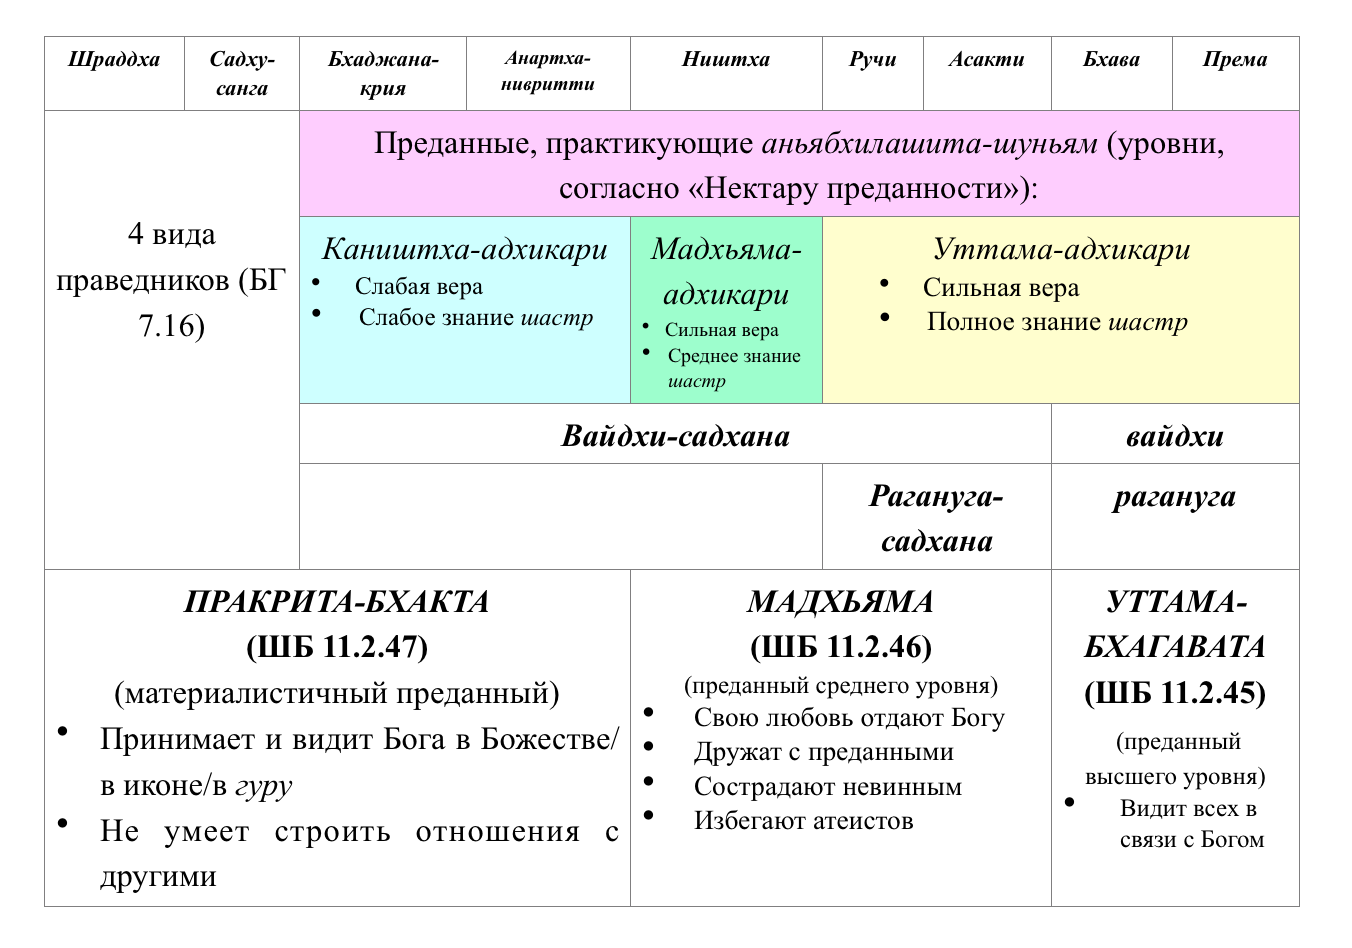 Шраддха
Садху-
санга
Бхаджана-
крия
Анартха-
нивритти
Ништха
Ручи
Асакти
Бхава
Према
4 вида
праведников (БГ
7.16)
Преданные, практикующие аньябхилашита-шуньям (уровни,
согласно «Нектару преданности»):
Каништха-адхикари
• Слабая вера
• Слабое знание шастр
Мадхьяма-
адхикари
• Сильная вера
• Среднее знание
шастр
Уттама-адхикари
• Сильная вера
• Полное знание шастр
Вайдхи-садхана
вайдхи
Рагануга-
садхана
рагануга
ПРАКРИТА-БХАКТА
(ШБ 11.2.47)
(материалистичный преданный)
• Принимает и видит Бога в Божестве/
в иконе/в гуру
• Не умеет строить отношения с
другими
МАДХЬЯМА
(ШБ 11.2.46)
(преданный среднего уровня)
• Свою любовь отдают Богу
• Дружат с преданными
• Сострадают невинным
• Избегают атеистов
УТТАМА-
БХАГАВАТА
(ШБ 11.2.45)
(преданный
высшего уровня)
• Видит всех в
связи с Богом